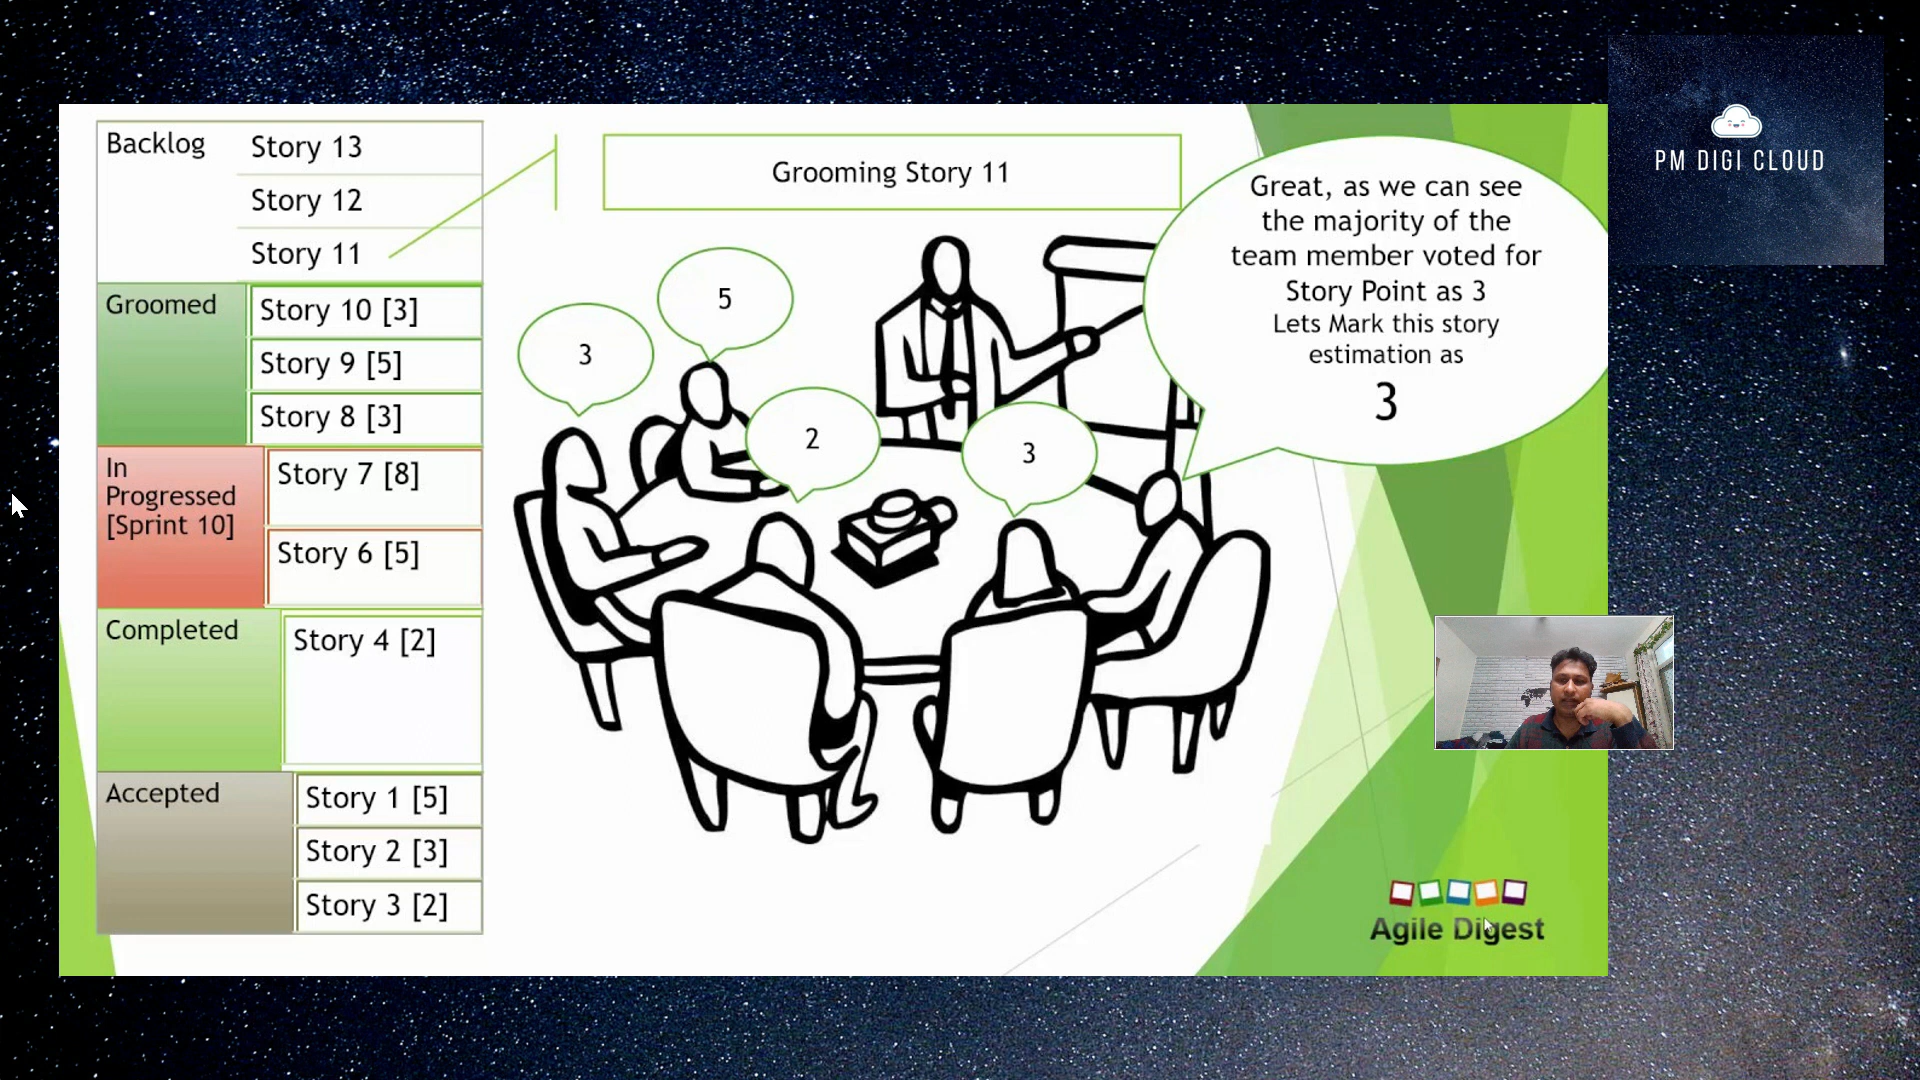 PM DIGI CLOUD
Backlog
Story 13
Story 12
Story 11
Groomed
Story 10 [3]
Story 9 [5]
Story 8 [3]
In
Progressed
[Sprint 10]
Story 7 [8]
Story 6 [5]
Completed
Story 4 [2]
Accepted
Story 1 [5]
Story 2 [3]
Story 3 [2]
Grooming Story 11
3
5
2
3
Great, as we can see
the majority of the
team member voted for
Story Point as 3
Lets Mark this story
estimation as
3
Agile Digest